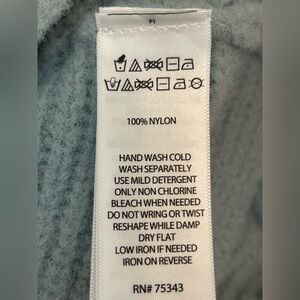 100% NYLON
HAND WASH COLD
WASH SEPARATELY
USE MILD DETERGENT
ONLY NON CHLORINE
BLEACH WHEN NEEDED
DO NOT WRING OR TWIST
RESHAPE WHILE DAMP
DRY FLAT
LOW IRON IF NEEDED
IRON ON REVERSE
RN# 75343